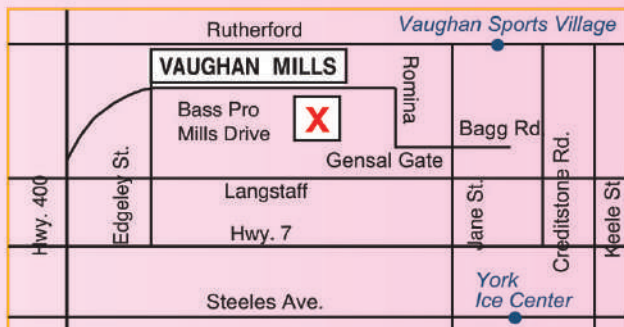 Rutherford
Vaughan Sports Village
VAUGHAN MILLS
Romina
Bass Pro
Mills Drive
X
Bagg Rd
Gensal Gate
Hwy. 400
Edgeley St.
Langstaff
Jane St.
Creditstone Rd.
Keele St
Hwy. 7
York
Ice Center
Steeles Ave.